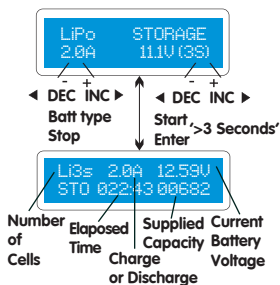 LiPo STORAGE
2.0A 11.1V(3S)
- + - +
◄ DEC INC ► ◄ DEC INC ►
Batt type Start '>3 Seconds'
Stop Enter
Li3s 2.0A 12.59V
STO 022:43 00682
Number of Cells
Elaposed Time
Charge or Discharge
Supplied Capacity
Current Battery Voltage